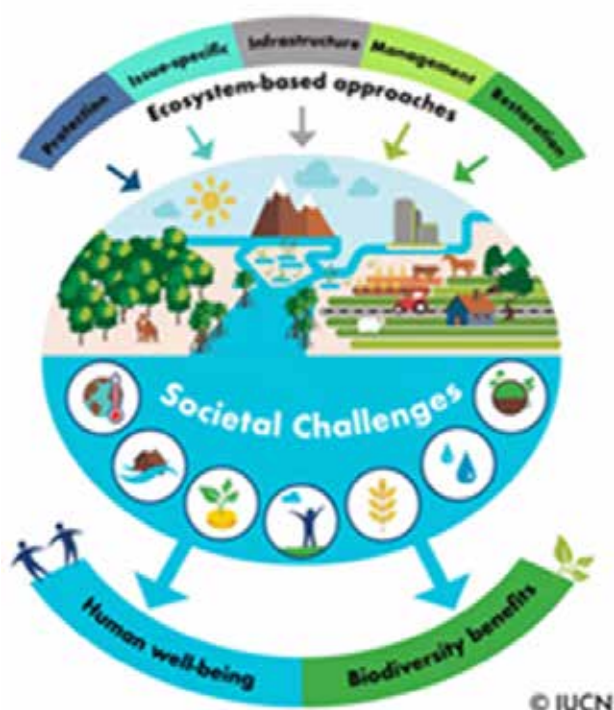 Protection
Issue-specific
Infrastructure
Management
Restoration
Ecosystem-based approaches
Societal Challenges
Human well-being
Biodiversity benefits
© IUCN